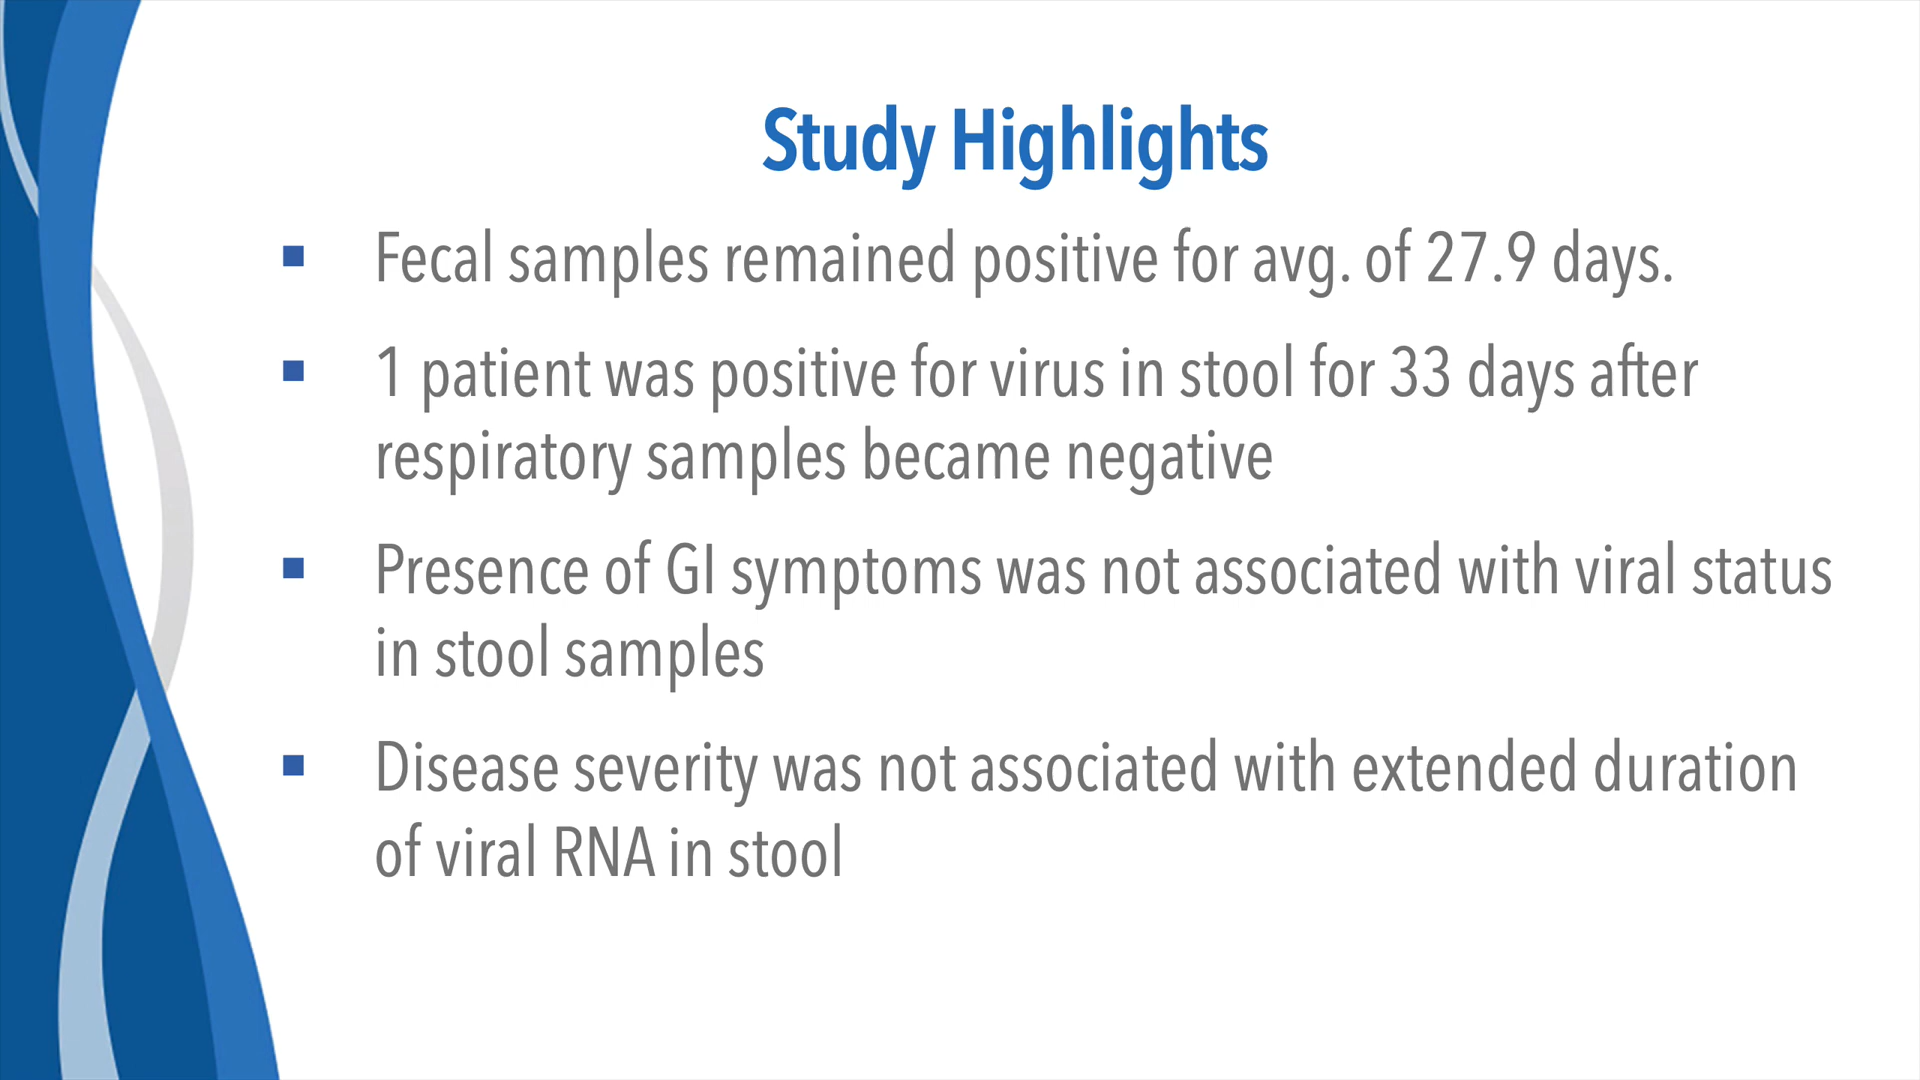 Study Highlights
▪ Fecal samples remained positive for avg. of 27.9 days.
▪ 1 patient was positive for virus in stool for 33 days after
respiratory samples became negative
▪ Presence of GI symptoms was not associated with viral status
in stool samples
▪ Disease severity was not associated with extended duration
of viral RNA in stool